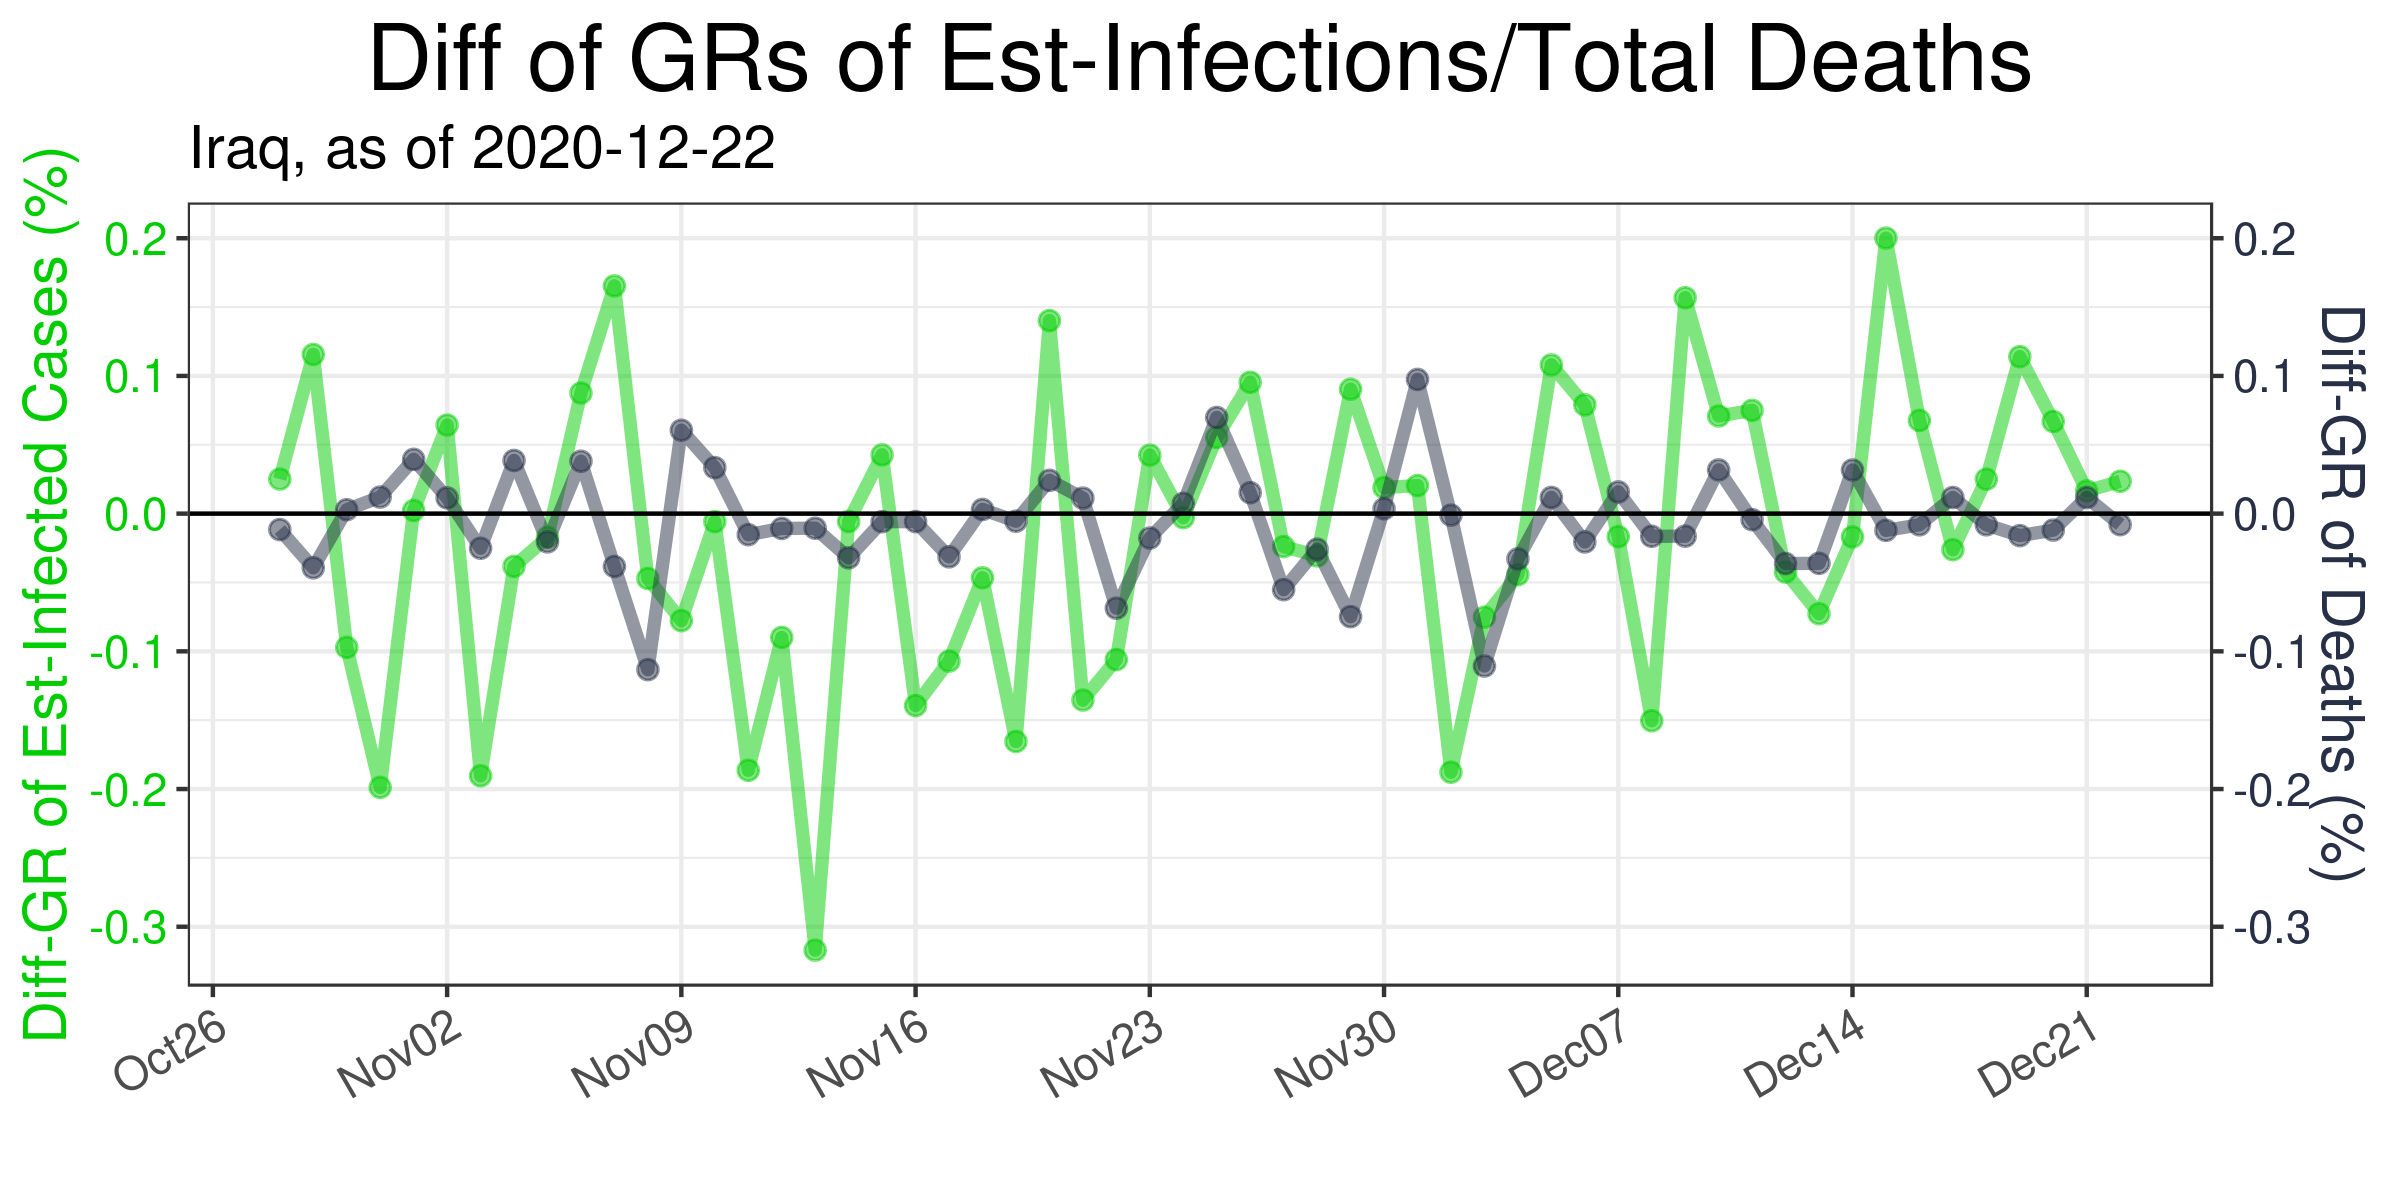 Diff of GRs of Est-Infections/Total Deaths
Iraq, as of 2020-12-22
Diff-GR of Est-Infected Cases (%)
0.2
0.1
0.0
-0.1
-0.2
-0.3
0.2
0.1
0.0
-0.1
-0.2
-0.3
Diff-GR of Deaths (%)
Oct26 Nov02 Nov09 Nov16 Nov23 Nov30 Dec07 Dec14 Dec21